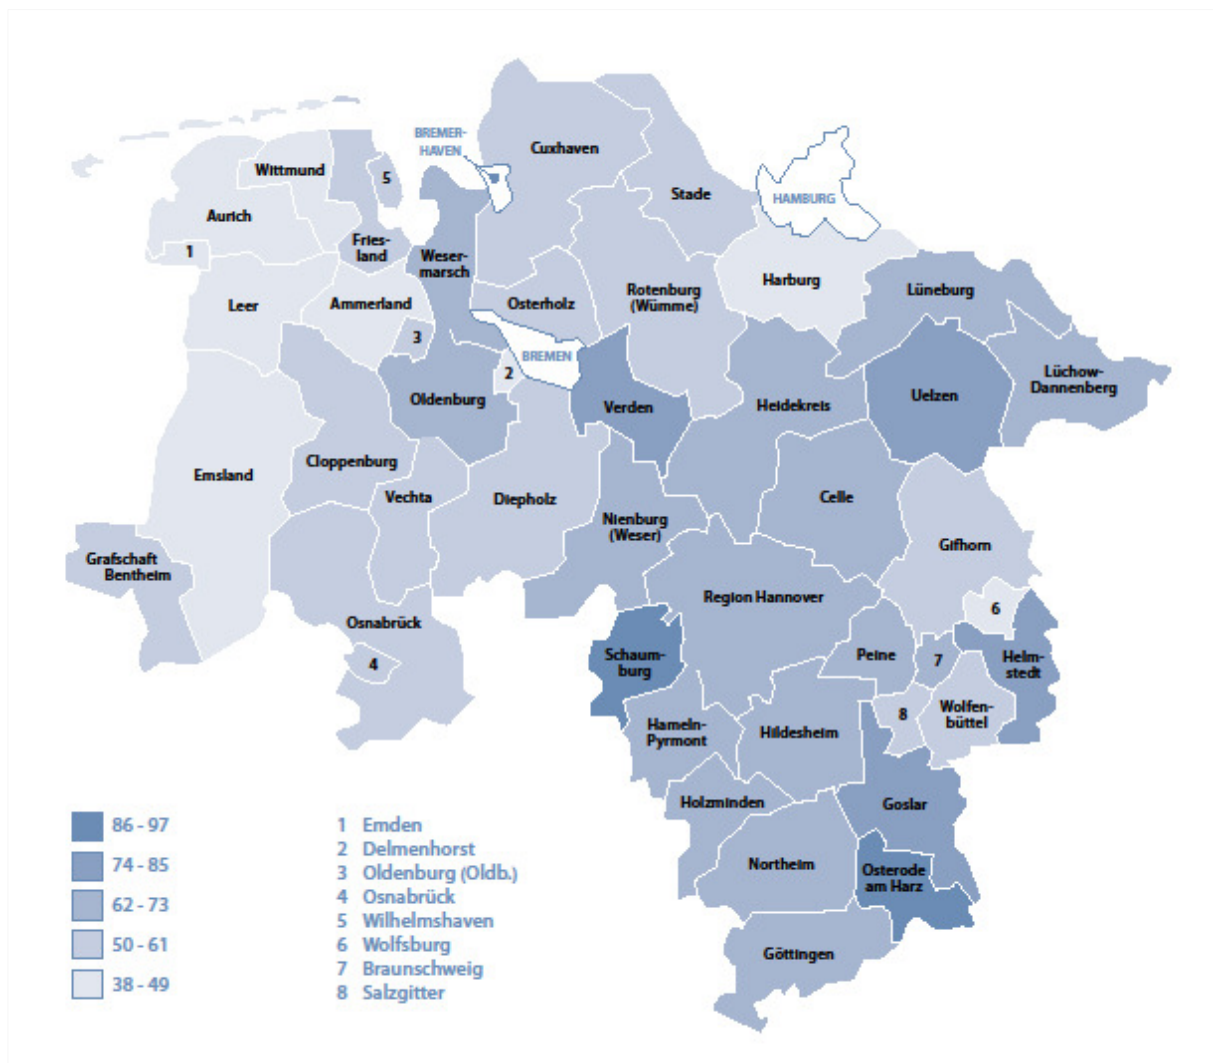 BREMER-
HAVEN
Cuxhaven
Wittmund
5
Stade
HAMBURG
Aurich
1
Fries-
land
Weser-
marsch
Harburg
Lüneburg
Leer
Ammerland
Osterholz
Rotenburg
(Wümme)
3
BREMEN
2
Lüchow-
Dannenberg
Oldenburg
Verden
Heidekreis
Uelzen
Emsland
Cloppenburg
Vechta
Diepholz
Celle
Nienburg
(Weser)
Gifhorn
Grafschaft
Bentheim
Region Hannover
6
Osnabrück
4
Schaum-
burg
Peine
7
Helm-
stedt
Wolfen-
büttel
8
Hameln-
Pyrmont
Hildesheim
Holzminden
Goslar
Northeim
Osterode
am Harz
Göttingen
86 - 97
74 - 85
62 - 73
50 - 61
38 - 49
1 Emden
2 Delmenhorst
3 Oldenburg (Oldb.)
4 Osnabrück
5 Wilhelmshaven
6 Wolfsburg
7 Braunschweig
8 Salzgitter